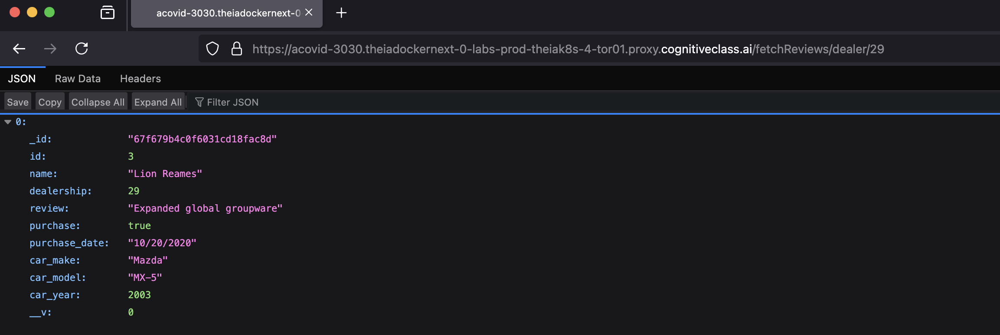 acovid-3030.theiadockernext-0
https://acovid-3030.theiadockernext-0-labs-prod-theiak8s-4-tor01.proxy.cognitiveclass.ai/fetchReviews/dealer/29
JSON Raw Data Headers
Save Copy Collapse All Expand All Filter JSON
0:
_id: "67f679b4c0f6031cd18fac8d"
id: 3
name: "Lion Reames"
dealership: 29
review: "Expanded global groupware"
purchase: true
purchase_date: "10/20/2020"
car_make: "Mazda"
car_model: "MX-5"
car_year: 2003
__v: 0